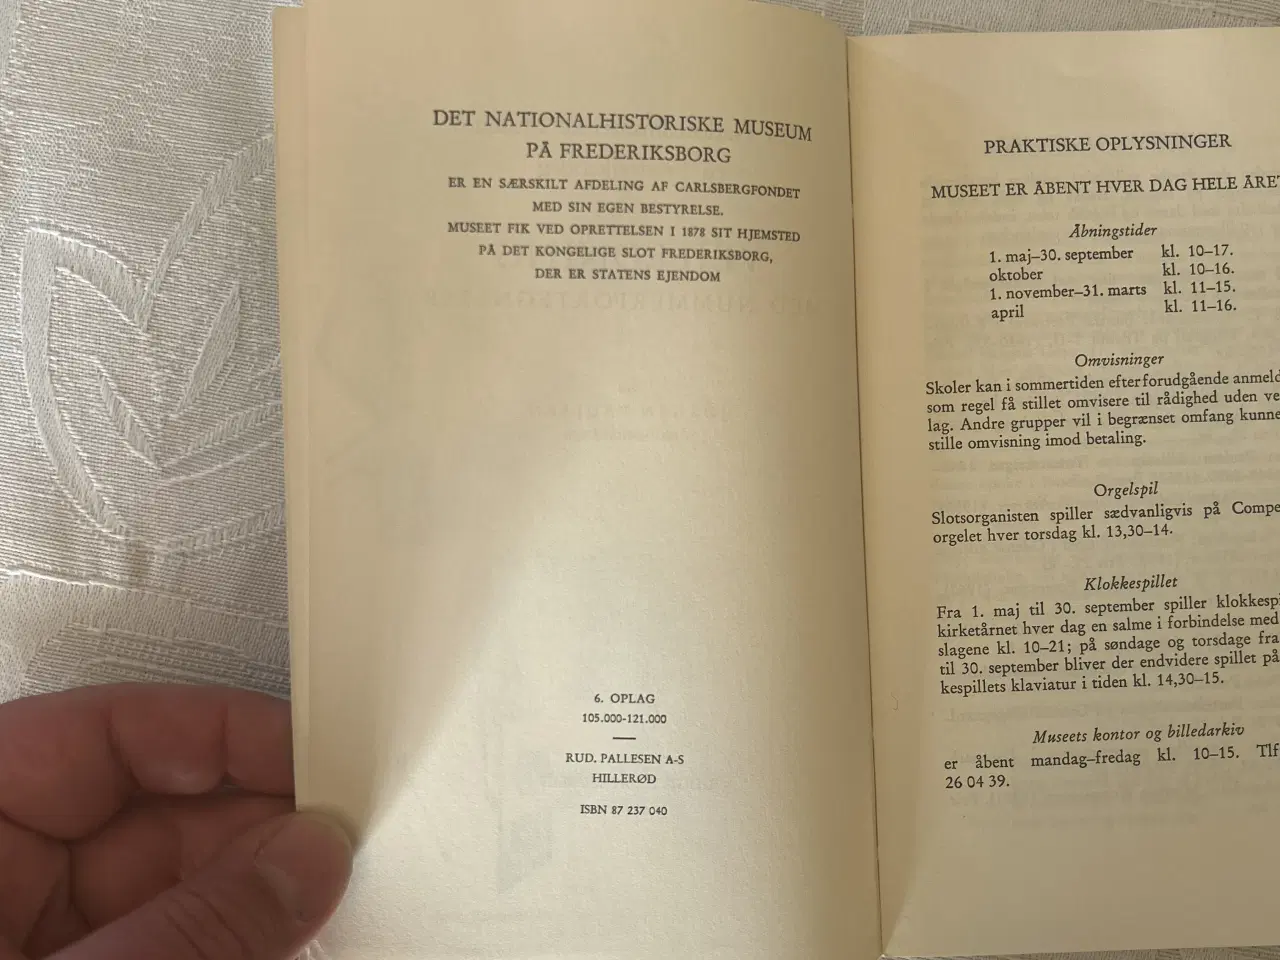 DET NATIONALHISTORISKE MUSEUM
PÅ FREDERIKSBORG
ER EN SÆRSKILT AFDELING AF CARLSBERGFONDET
MED SIN EGEN BESTYRELSE.
MUSEET FIK VED OPRETTELSEN I 1878 SIT HJEMSTED
PÅ DET KONGELIGE SLOT FREDERIKSBORG,
DER ER STATENS EJENDOM
6. OPLAG
105.000-121.000
RUD. PALLESEN A-S
HILLERØD
ISBN 87 237 040
PRAKTISKE OPLYSNINGER
MUSEET ER ÅBENT HVER DAG HELE ÅRET
Åbningstider
1. maj–30. september kl. 10–17.
oktober kl. 10–16.
1. november–31. marts kl. 11–15.
april kl. 11–16.
Omvisninger
Skoler kan i sommertiden efter forudgående anmeld
som regel få stillet omvisere til rådighed uden ve
lag. Andre grupper vil i begrænset omfang kunne
stille omvisning imod betaling.
Orgelspil
Slotsorganisten spiller sædvanligvis på Compe
orgelet hver torsdag kl. 13,30–14.
Klokkespillet
Fra 1. maj til 30. september spiller klokkespi
kirketårnet hver dag en salme i forbindelse med
slagene kl. 10–21; på søndage og torsdage fra
til 30. september bliver der endvidere spillet på
kespillets klaviatur i tiden kl. 14,30–15.
Museets kontor og billedarkiv
er åbent mandag–fredag kl. 10–15. Tlf
26 04 39.